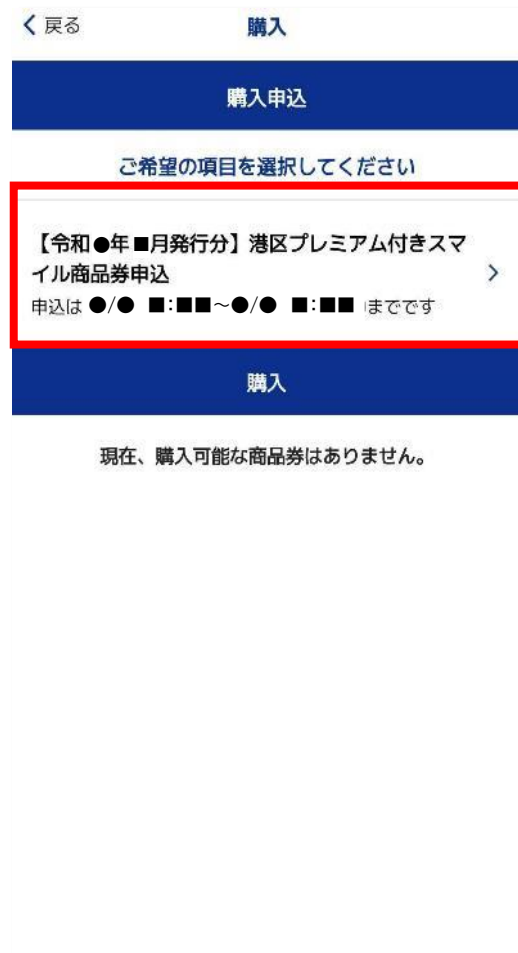 戻る
購入
購入申込
ご希望の項目を選択してください
【令和●年■月発行分】港区プレミアム付きスマ
イル商品券申込
申込は ●/● ■:■■～●/● ■:■■ までです
購入
現在、購入可能な商品券はありません。